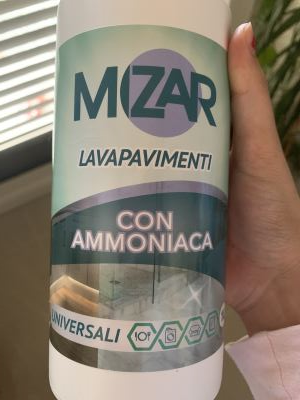 MIZAR
LAVAPAVIMENTI
CON
AMMONIACA
UNIVERSALI